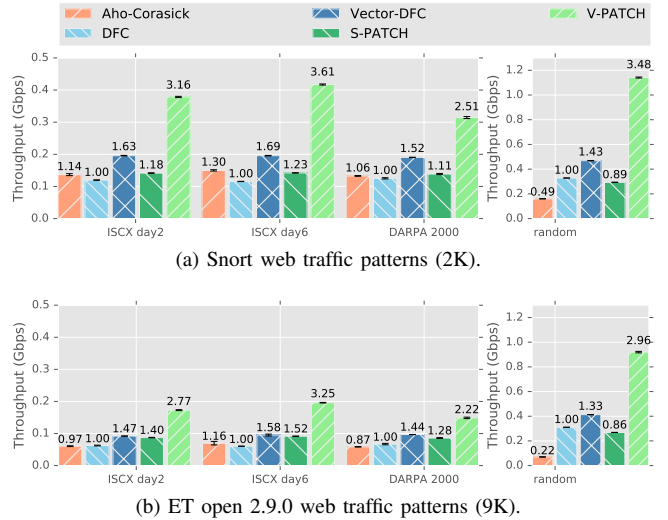 Aho-Corasick Vector-DFC V-PATCH
DFC S-PATCH
Throughput (Gbps)
0.5
0.4
0.3
0.2
0.1
0.0
1.14 1.00 1.63 1.18 3.16
1.30 1.00 1.69 1.23 3.61
1.06 1.00 1.52 1.11 2.51
ISCX day2 ISCX day6 DARPA 2000
Throughput (Gbps)
1.2
1.0
0.8
0.6
0.4
0.2
0.0
0.49 1.00 1.43 0.89 3.48
random
(a) Snort web traffic patterns (2K).
Throughput (Gbps)
0.5
0.4
0.3
0.2
0.1
0.0
0.97 1.00 1.47 1.40 2.77
1.16 1.00 1.58 1.52 3.25
0.87 1.00 1.44 1.28 2.22
ISCX day2 ISCX day6 DARPA 2000
Throughput (Gbps)
1.2
1.0
0.8
0.6
0.4
0.2
0.0
0.22 1.00 1.33 0.86 2.96
random
(b) ET open 2.9.0 web traffic patterns (9K).